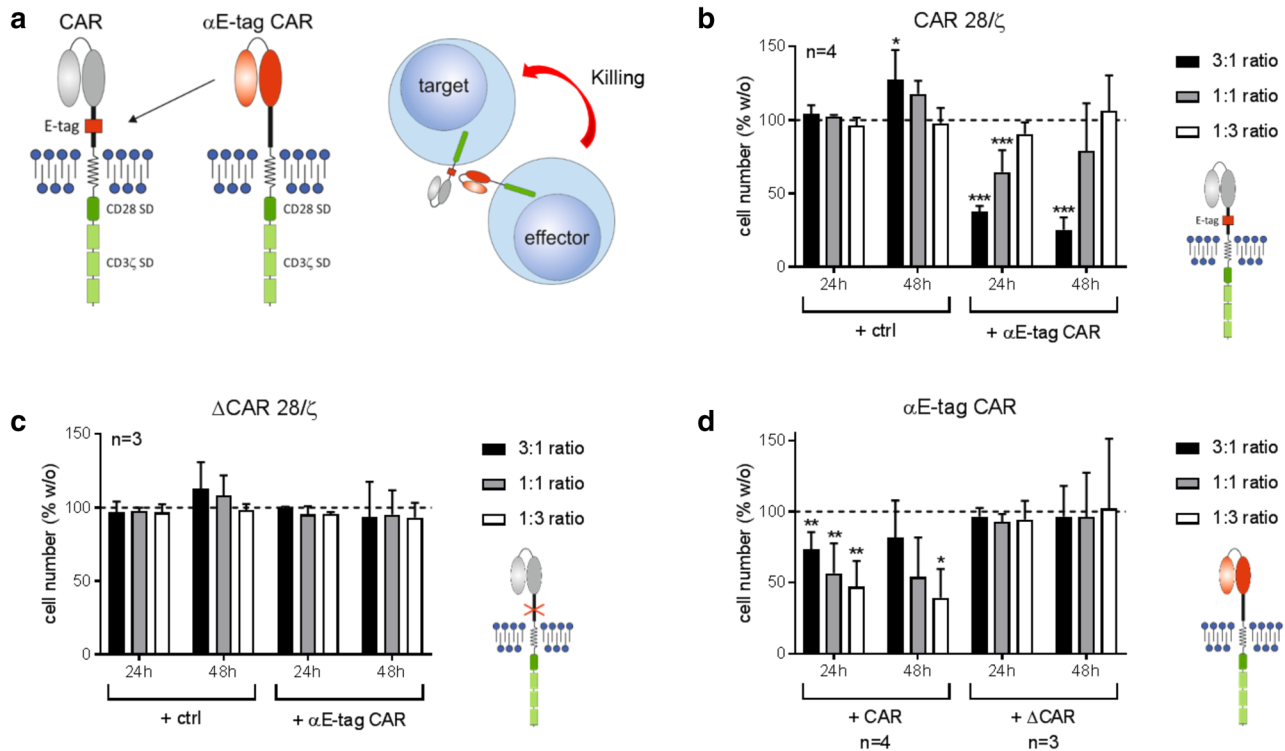 a
CAR
αE-tag CAR
E-tag
CD28 SD
CD3ζ SD
CD28 SD
CD3ζ SD
target
Killing
effector
b
CAR 28/ζ
n=4
cell number (% w/o)
150
100
50
0
*
***
***
***
24h
48h
24h
48h
+ ctrl
+ αE-tag CAR
3:1 ratio
1:1 ratio
1:3 ratio
E-tag
c
ΔCAR 28/ζ
n=3
cell number (% w/o)
150
100
50
0
24h
48h
24h
48h
+ ctrl
+ αE-tag CAR
3:1 ratio
1:1 ratio
1:3 ratio
d
αE-tag CAR
cell number (% w/o)
150
100
50
0
**
**
**
*
24h
48h
24h
48h
+ CAR
n=4
+ ΔCAR
n=3
3:1 ratio
1:1 ratio
1:3 ratio